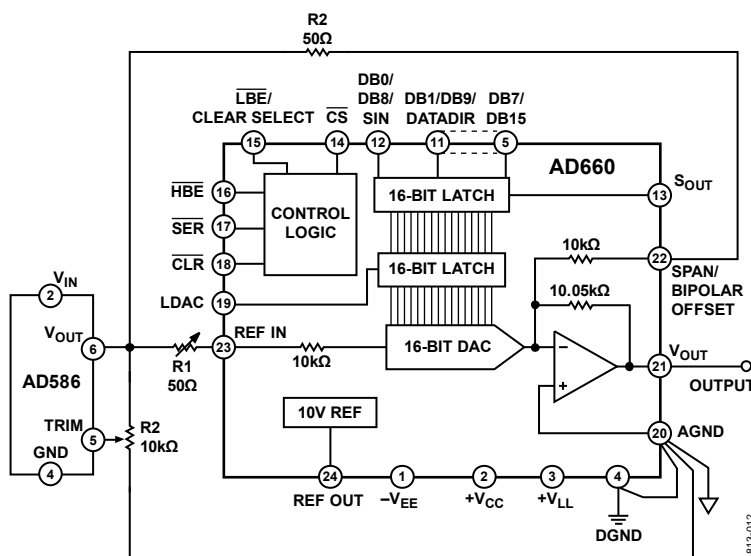 R2
50Ω
LBE/
CLEAR SELECT
CS
DB0/
DB8/
SIN
DB1/DB9/
DATADIR
DB7/
DB15
15
14
12
11
5
AD660
HBE
16
SER
17
CLR
18
LDAC
19
CONTROL
LOGIC
16-BIT LATCH
13
SOUT
16-BIT LATCH
10kΩ
22
SPAN/
BIPOLAR
OFFSET
10.05kΩ
VIN
2
VOUT
6
AD586
TRIM
5
GND
4
R1
50Ω
23
REF IN
10kΩ
16-BIT DAC
–
+
VOUT
21
OUTPUT
R2
10kΩ
10V REF
20
AGND
24
REF OUT
1
–VEE
2
+VCC
3
+VLL
4
DGND